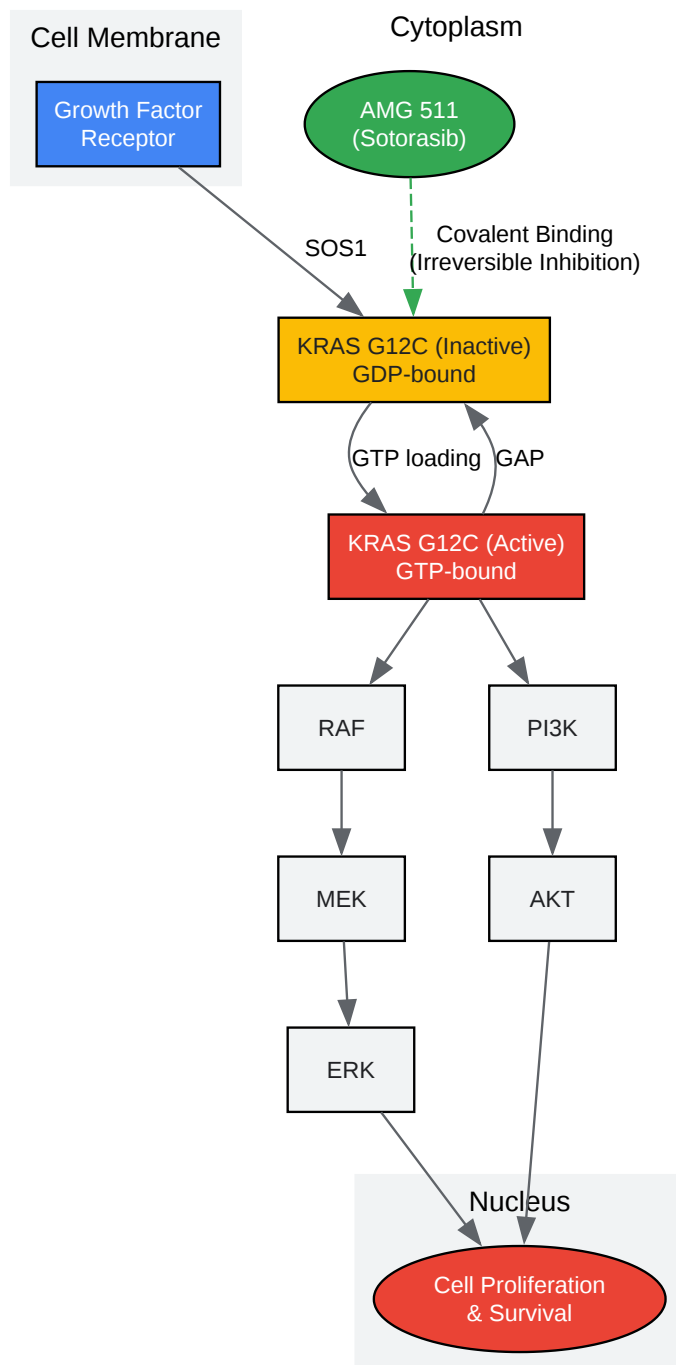 Cell Membrane
Cytoplasm
Growth Factor
Receptor
AMG 511
(Sotorasib)
SOS1
Covalent Binding
(Irreversible Inhibition)
KRAS G12C (Inactive)
GDP-bound
GTP loading
GAP
KRAS G12C (Active)
GTP-bound
RAF
PI3K
MEK
AKT
ERK
Nucleus
Cell Proliferation
& Survival